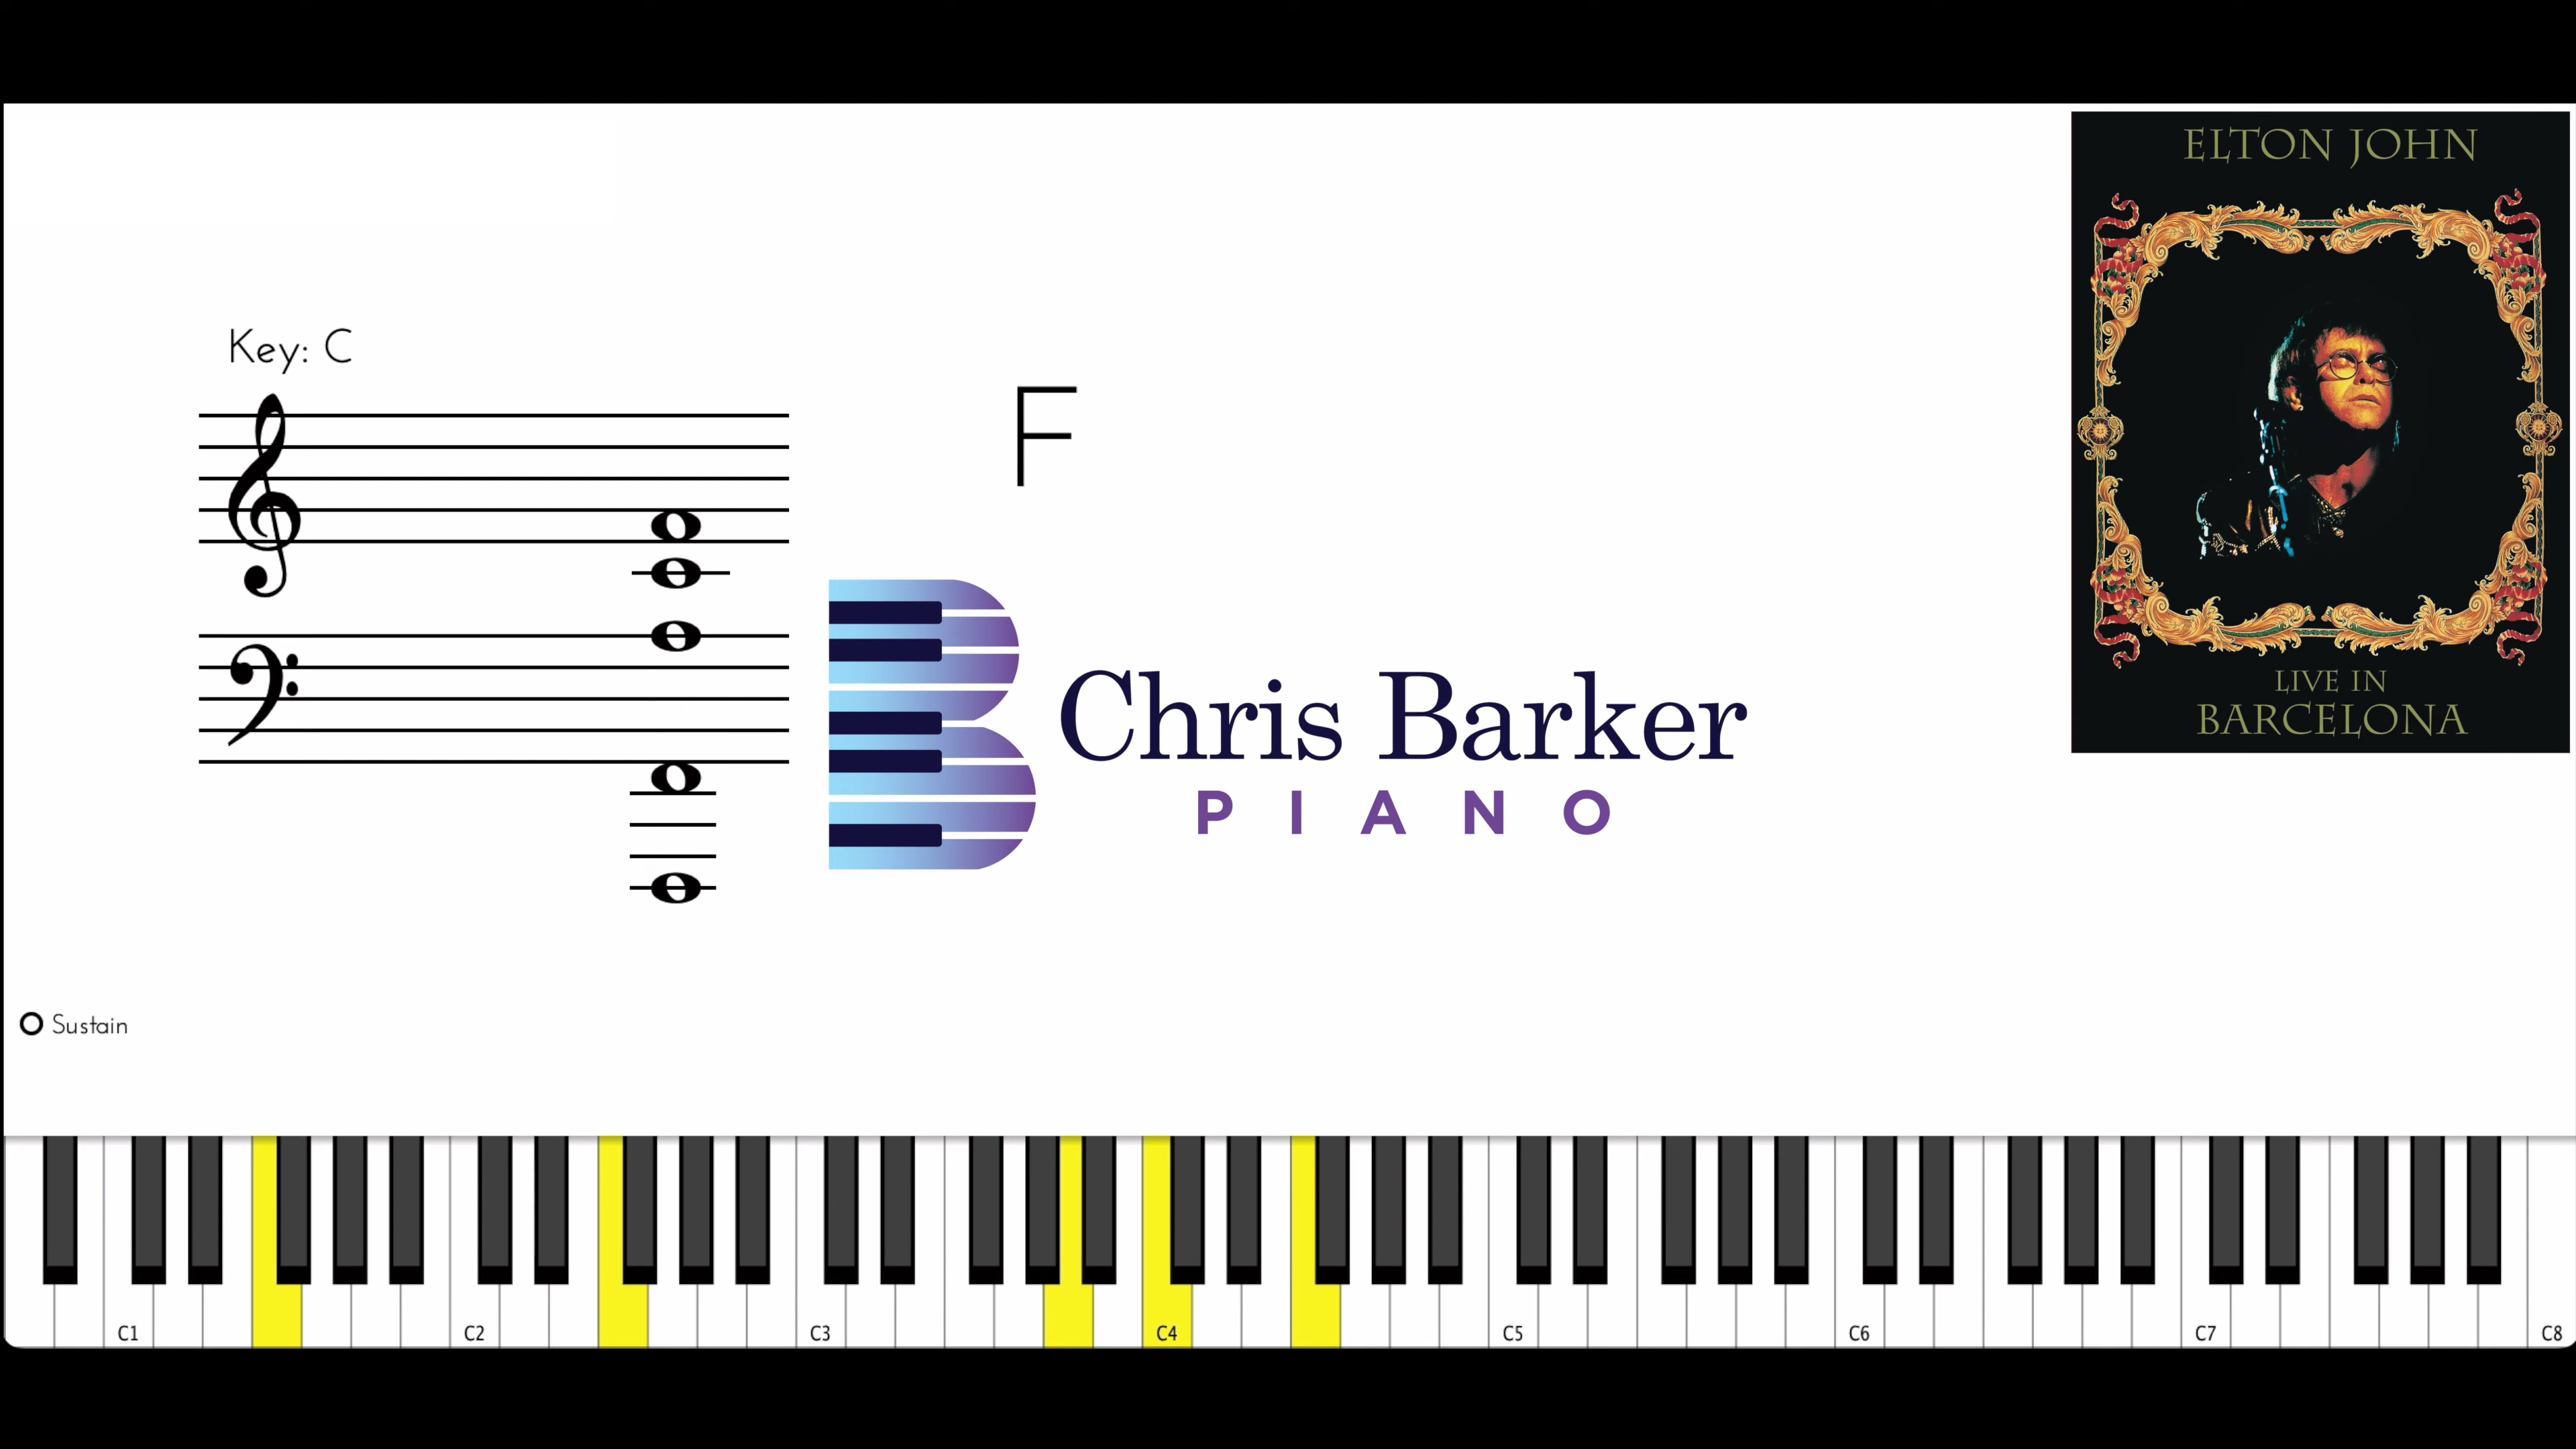 ELTON JOHN
Key: C
F
LIVE IN
BARCELONA
Chris Barker
PIANO
Sustain
C1 C2 C3 C4 C5 C6 C7 C8